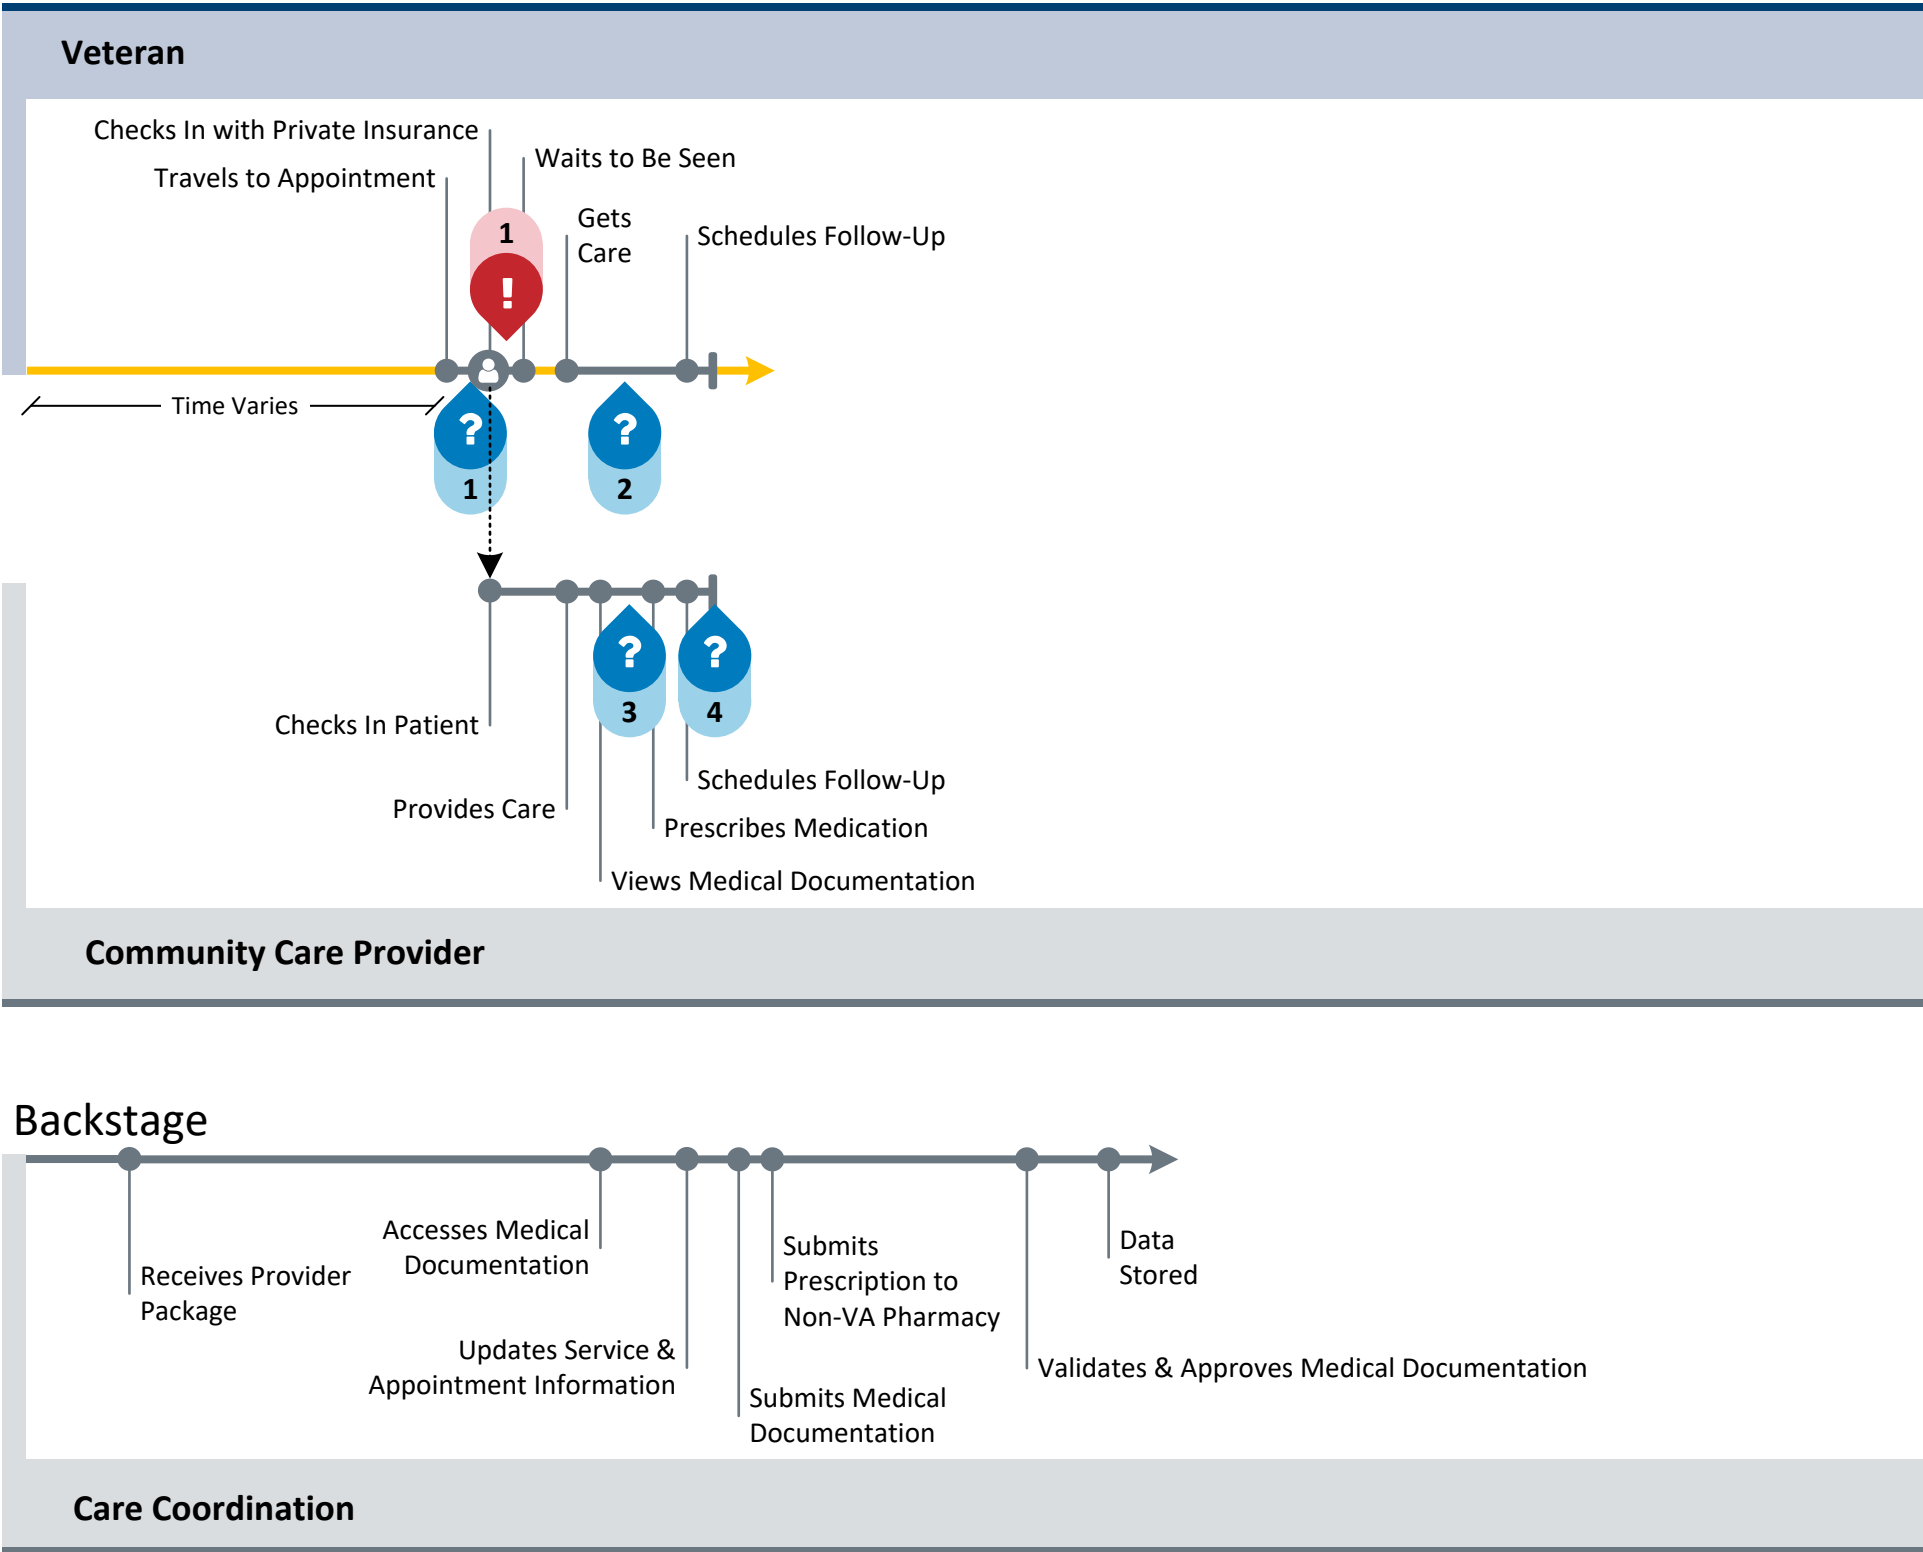 Veteran
Checks In with Private Insurance
Waits to Be Seen
Travels to Appointment
1
!
Gets
Care
Schedules Follow-Up
Time Varies
?
1
?
2
?
3
?
4
Checks In Patient
Schedules Follow-Up
Provides Care
Prescribes Medication
Views Medical Documentation
Community Care Provider
Backstage
Receives Provider
Package
Accesses Medical
Documentation
Updates Service &
Appointment Information
Submits Medical
Documentation
Submits
Prescription to
Non-VA Pharmacy
Validates & Approves Medical Documentation
Data
Stored
Care Coordination